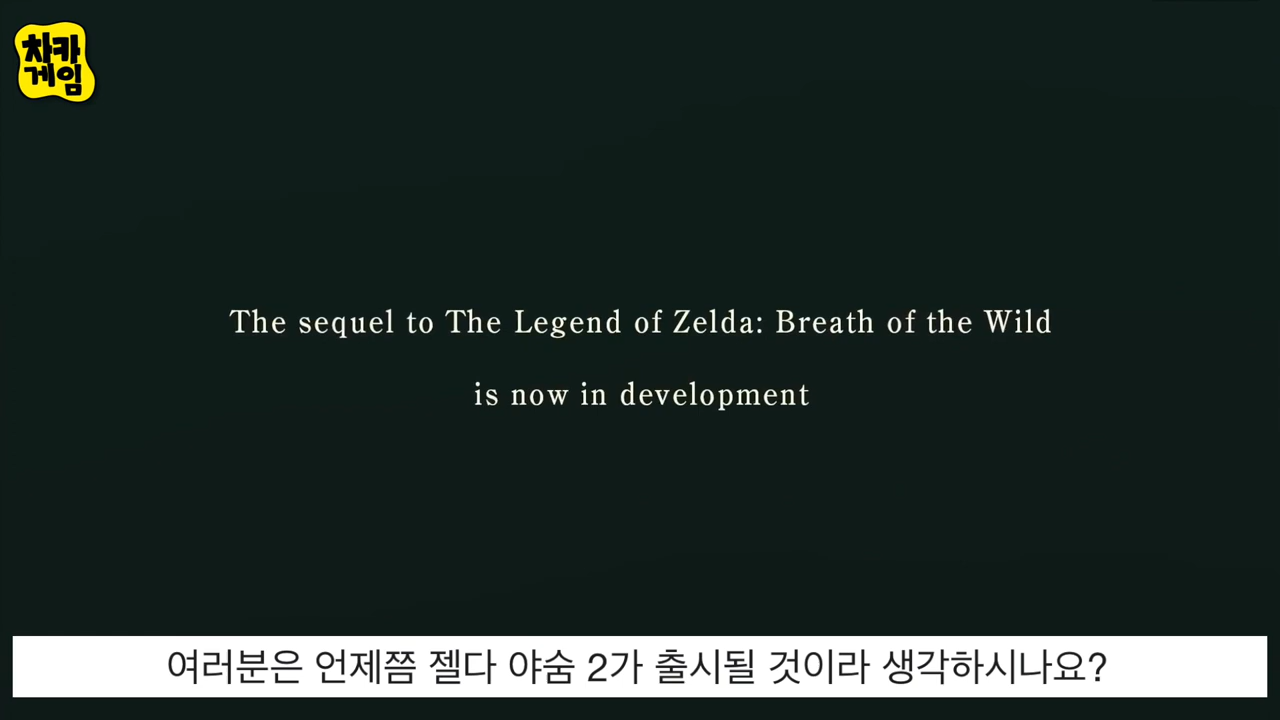 차카
게임
The sequel to The Legend of Zelda: Breath of the Wild
is now in development
여러분은 언제쯤 젤다 야숨 2가 출시될 것이라 생각하시나요?